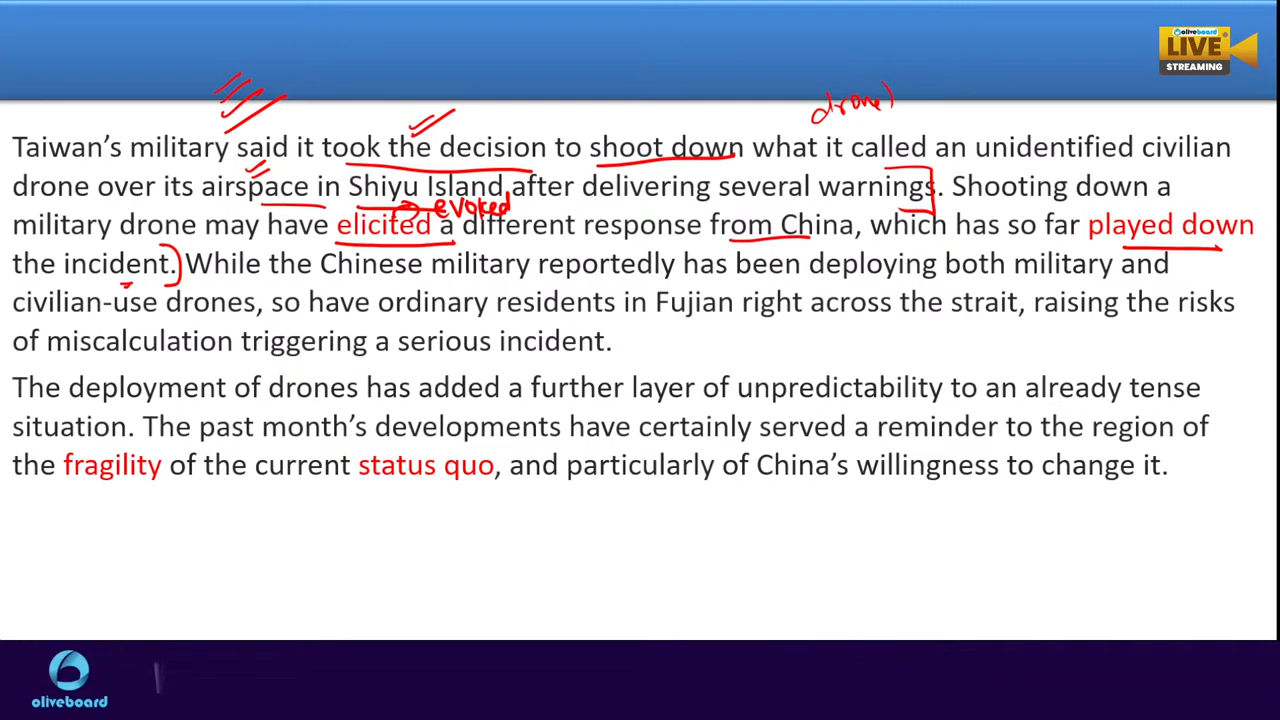 oliveboard
LIVE
STREAMING
drone)
Taiwan’s military said it took the decision to shoot down what it called an unidentified civilian
drone over its airspace in Shiyu Island after delivering several warnings. Shooting down a
evoked
military drone may have elicited a different response from China, which has so far played down
the incident. While the Chinese military reportedly has been deploying both military and
civilian-use drones, so have ordinary residents in Fujian right across the strait, raising the risks
of miscalculation triggering a serious incident.
The deployment of drones has added a further layer of unpredictability to an already tense
situation. The past month’s developments have certainly served a reminder to the region of
the fragility of the current status quo, and particularly of China’s willingness to change it.
oliveboard